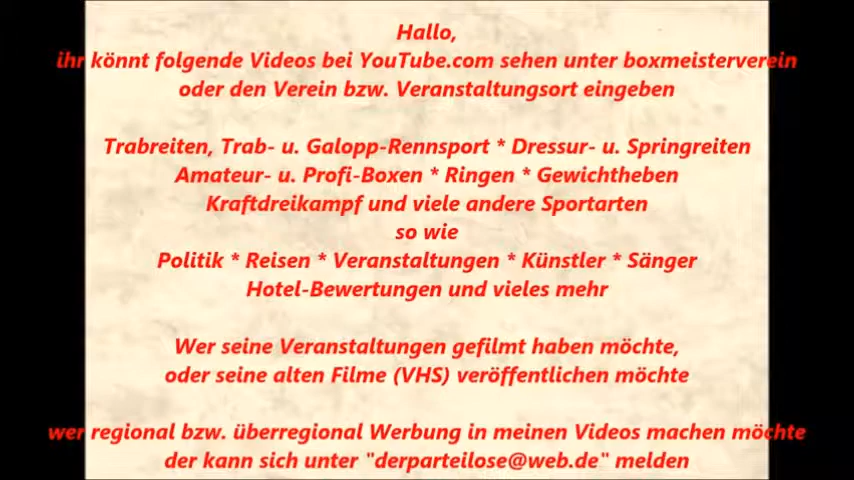 Hallo,
ihr könnt folgende Videos bei YouTube.com sehen unter boxmeisterverein
oder den Verein bzw. Veranstaltungsort eingeben
Trabreiten, Trab- u. Galopp-Rennsport * Dressur- u. Springreiten
Amateur- u. Profi-Boxen * Ringen * Gewichtheben
Kraftdreikampf und viele andere Sportarten
so wie
Politik * Reisen * Veranstaltungen * Künstler * Sänger
Hotel-Bewertungen und vieles mehr
Wer seine Veranstaltungen gefilmt haben möchte,
oder seine alten Filme (VHS) veröffentlichen möchte
wer regional bzw. überregional Werbung in meinen Videos machen möchte
der kann sich unter "derparteilose@web.de" melden